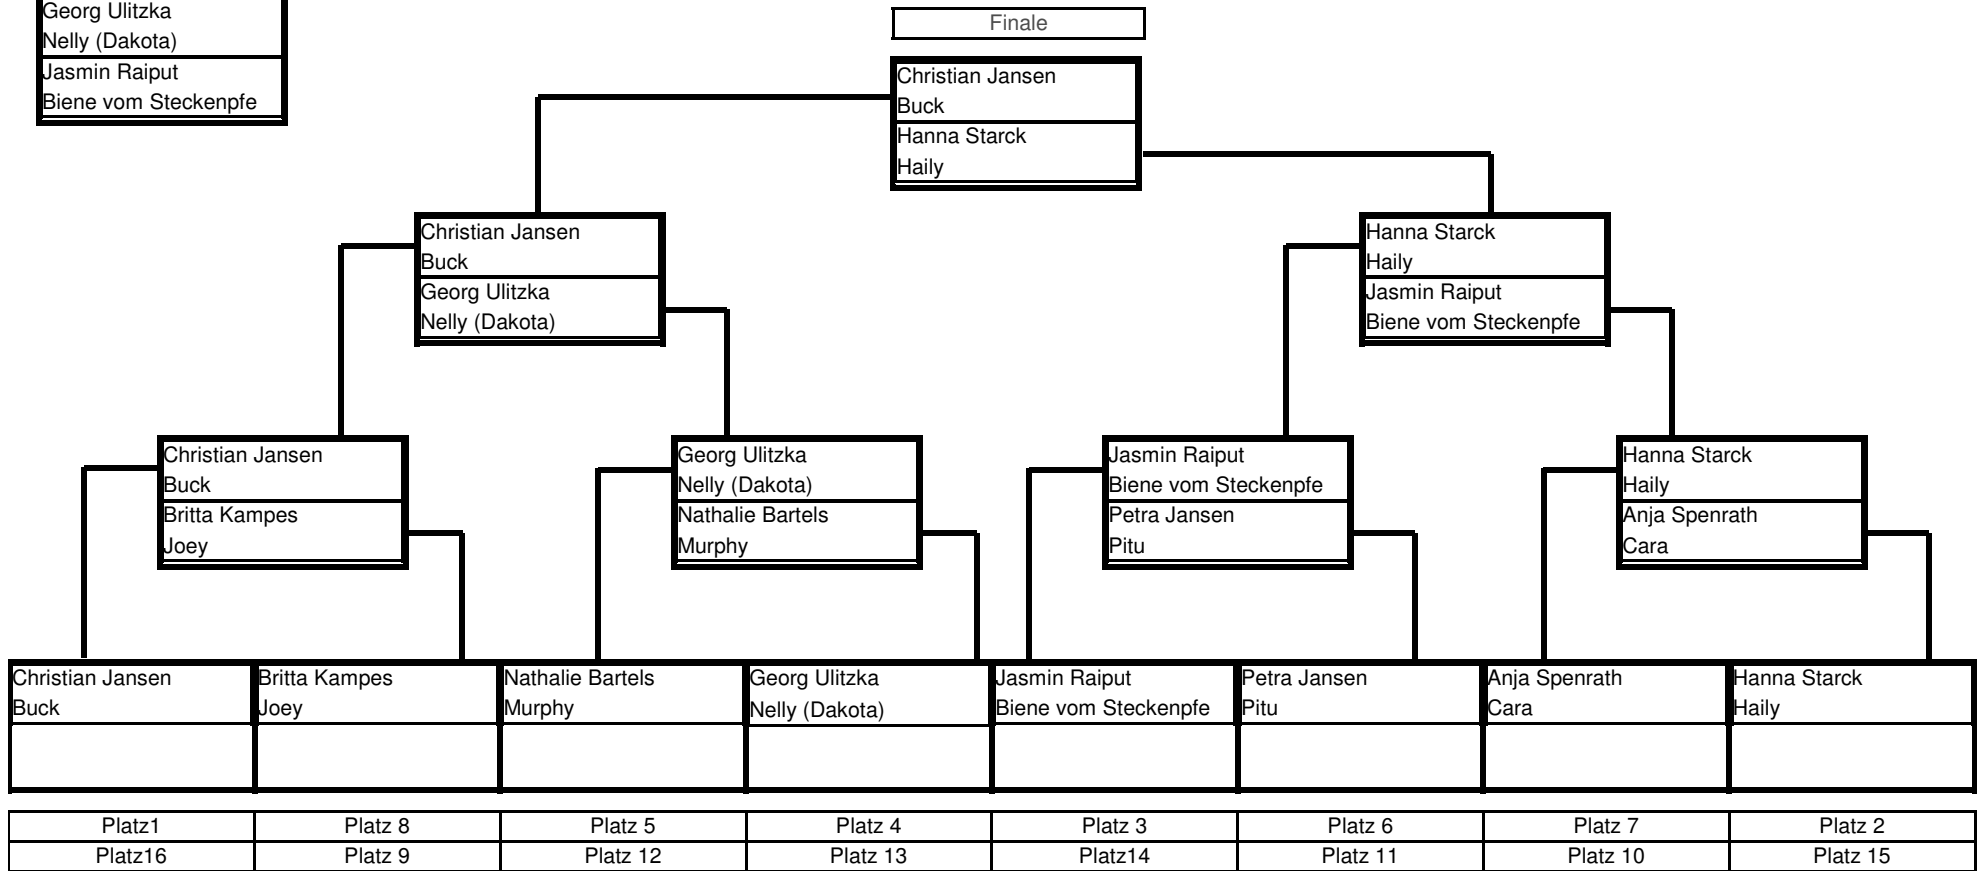 Georg Ulitzka
Nelly (Dakota)
Jasmin Raiput
Biene vom Steckenpfe
Finale
Christian Jansen
Buck
Hanna Starck
Haily
Christian Jansen
Buck
Georg Ulitzka
Nelly (Dakota)
Hanna Starck
Haily
Jasmin Raiput
Biene vom Steckenpfe
Christian Jansen
Buck
Britta Kampes
Joey
Georg Ulitzka
Nelly (Dakota)
Nathalie Bartels
Murphy
Jasmin Raiput
Biene vom Steckenpfe
Petra Jansen
Pitu
Hanna Starck
Haily
Anja Spenrath
Cara
Christian Jansen
Buck
Britta Kampes
Joey
Nathalie Bartels
Murphy
Georg Ulitzka
Nelly (Dakota)
Jasmin Raiput
Biene vom Steckenpfe
Petra Jansen
Pitu
Anja Spenrath
Cara
Hanna Starck
Haily
Platz1 Platz 8 Platz 5 Platz 4 Platz 3 Platz 6 Platz 7 Platz 2
Platz16 Platz 9 Platz 12 Platz 13 Platz14 Platz 11 Platz 10 Platz 15